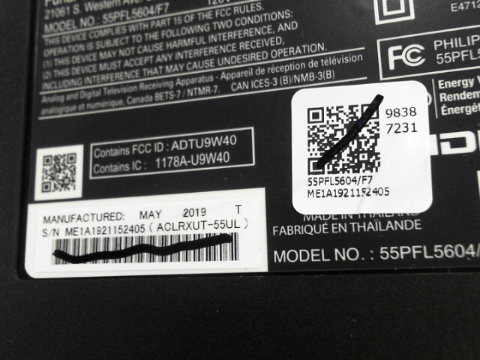 21061 S. Western Ave.
MODEL NO. : 55PFL5604/F7
THIS DEVICE COMPLIES WITH PART 15 OF THE FCC RULES.
OPERATION IS SUBJECT TO THE FOLLOWING TWO CONDITIONS:
(1) THIS DEVICE MAY NOT CAUSE HARMFUL INTERFERENCE, AND
(2) THIS DEVICE MUST ACCEPT ANY INTERFERENCE RECEIVED,
INCLUDING INTERFERENCE THAT MAY CAUSE UNDESIRED OPERATION.
Analog and Digital Television Receiving Apparatus - Appareils de réception de télévision
analogique et numérique, Canada BETS-7 / NTMR-7. CAN ICES-3 (B)/NMB-3(B)
E4712
FC
PHILIP
55PFL5
Energy
Rendem
Energét
Contains FCC ID : ADTU9W40
Contains IC : 1178A-U9W40
9838
7231
55PFL5604/F7
ME1A1921152405
MANUFACTURED: MAY 2019 T
S/N ME1A1921152405 (ACLRXUT-55UL)
MADE IN THAILAND
FABRIQUÉ EN THAÏLANDE
MODEL NO. : 55PFL5604/